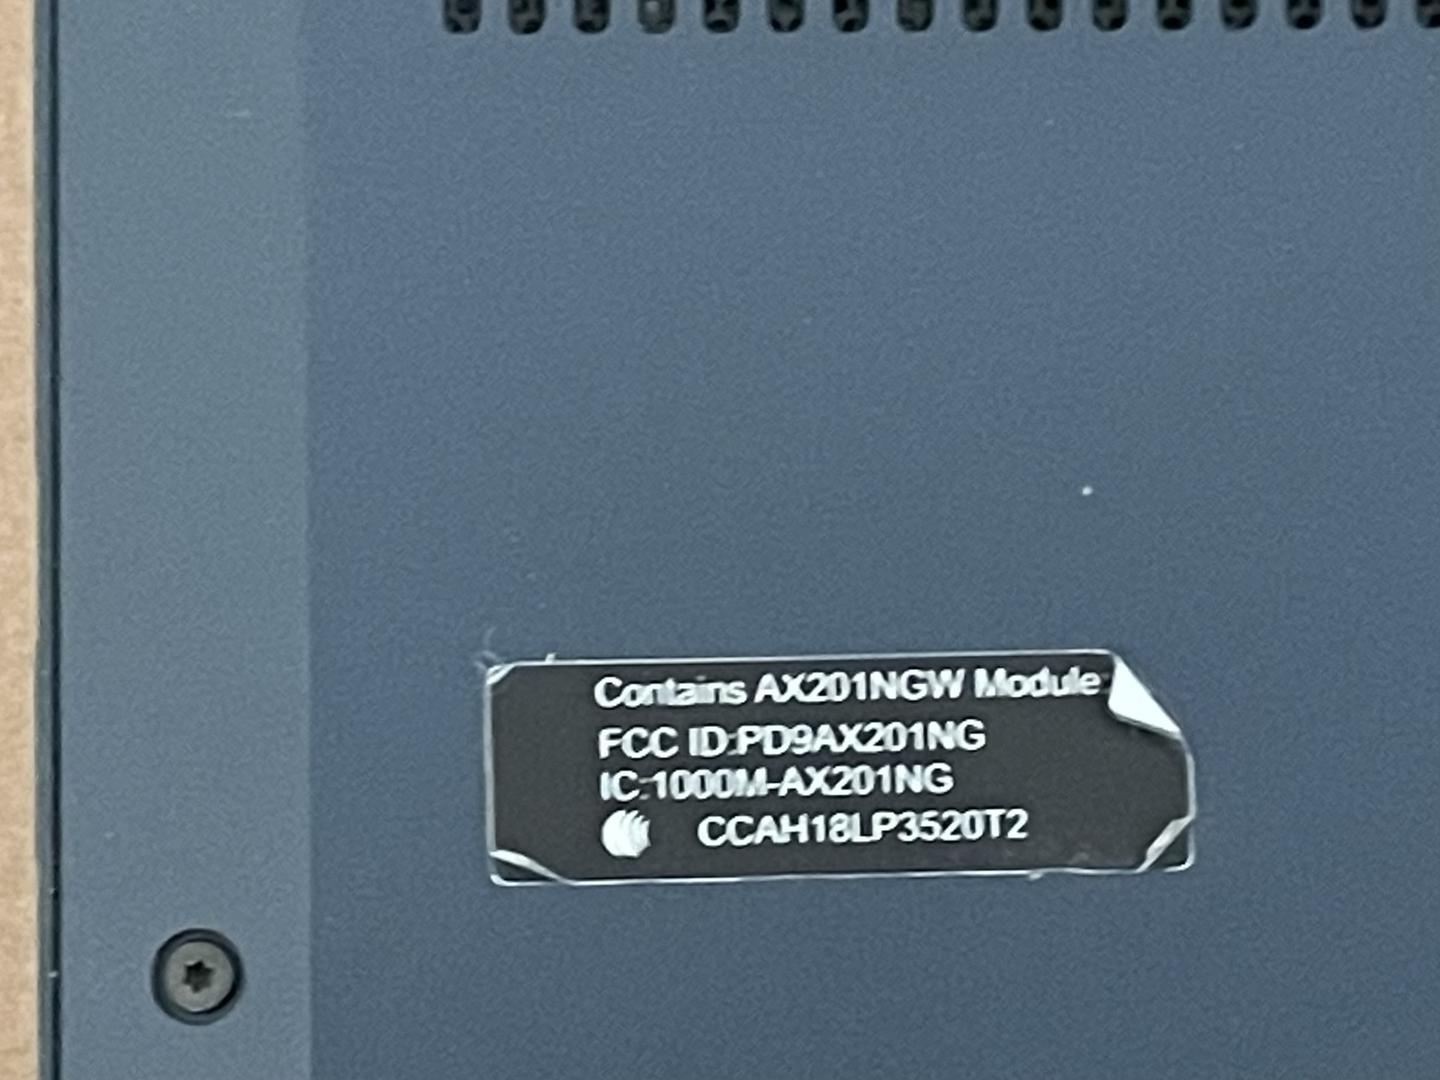 Contains AX201NGW Module
FCC ID:PD9AX201NG
IC:1000M-AX201NG
CCAH18LP3520T2